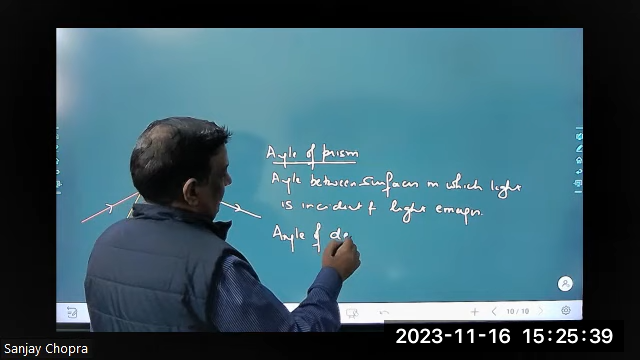 Angle of prism
Angle between surfaces on which light
is incident & light emerges.
Angle of de
10/10
2023-11-16 15:25:39
Sanjay Chopra